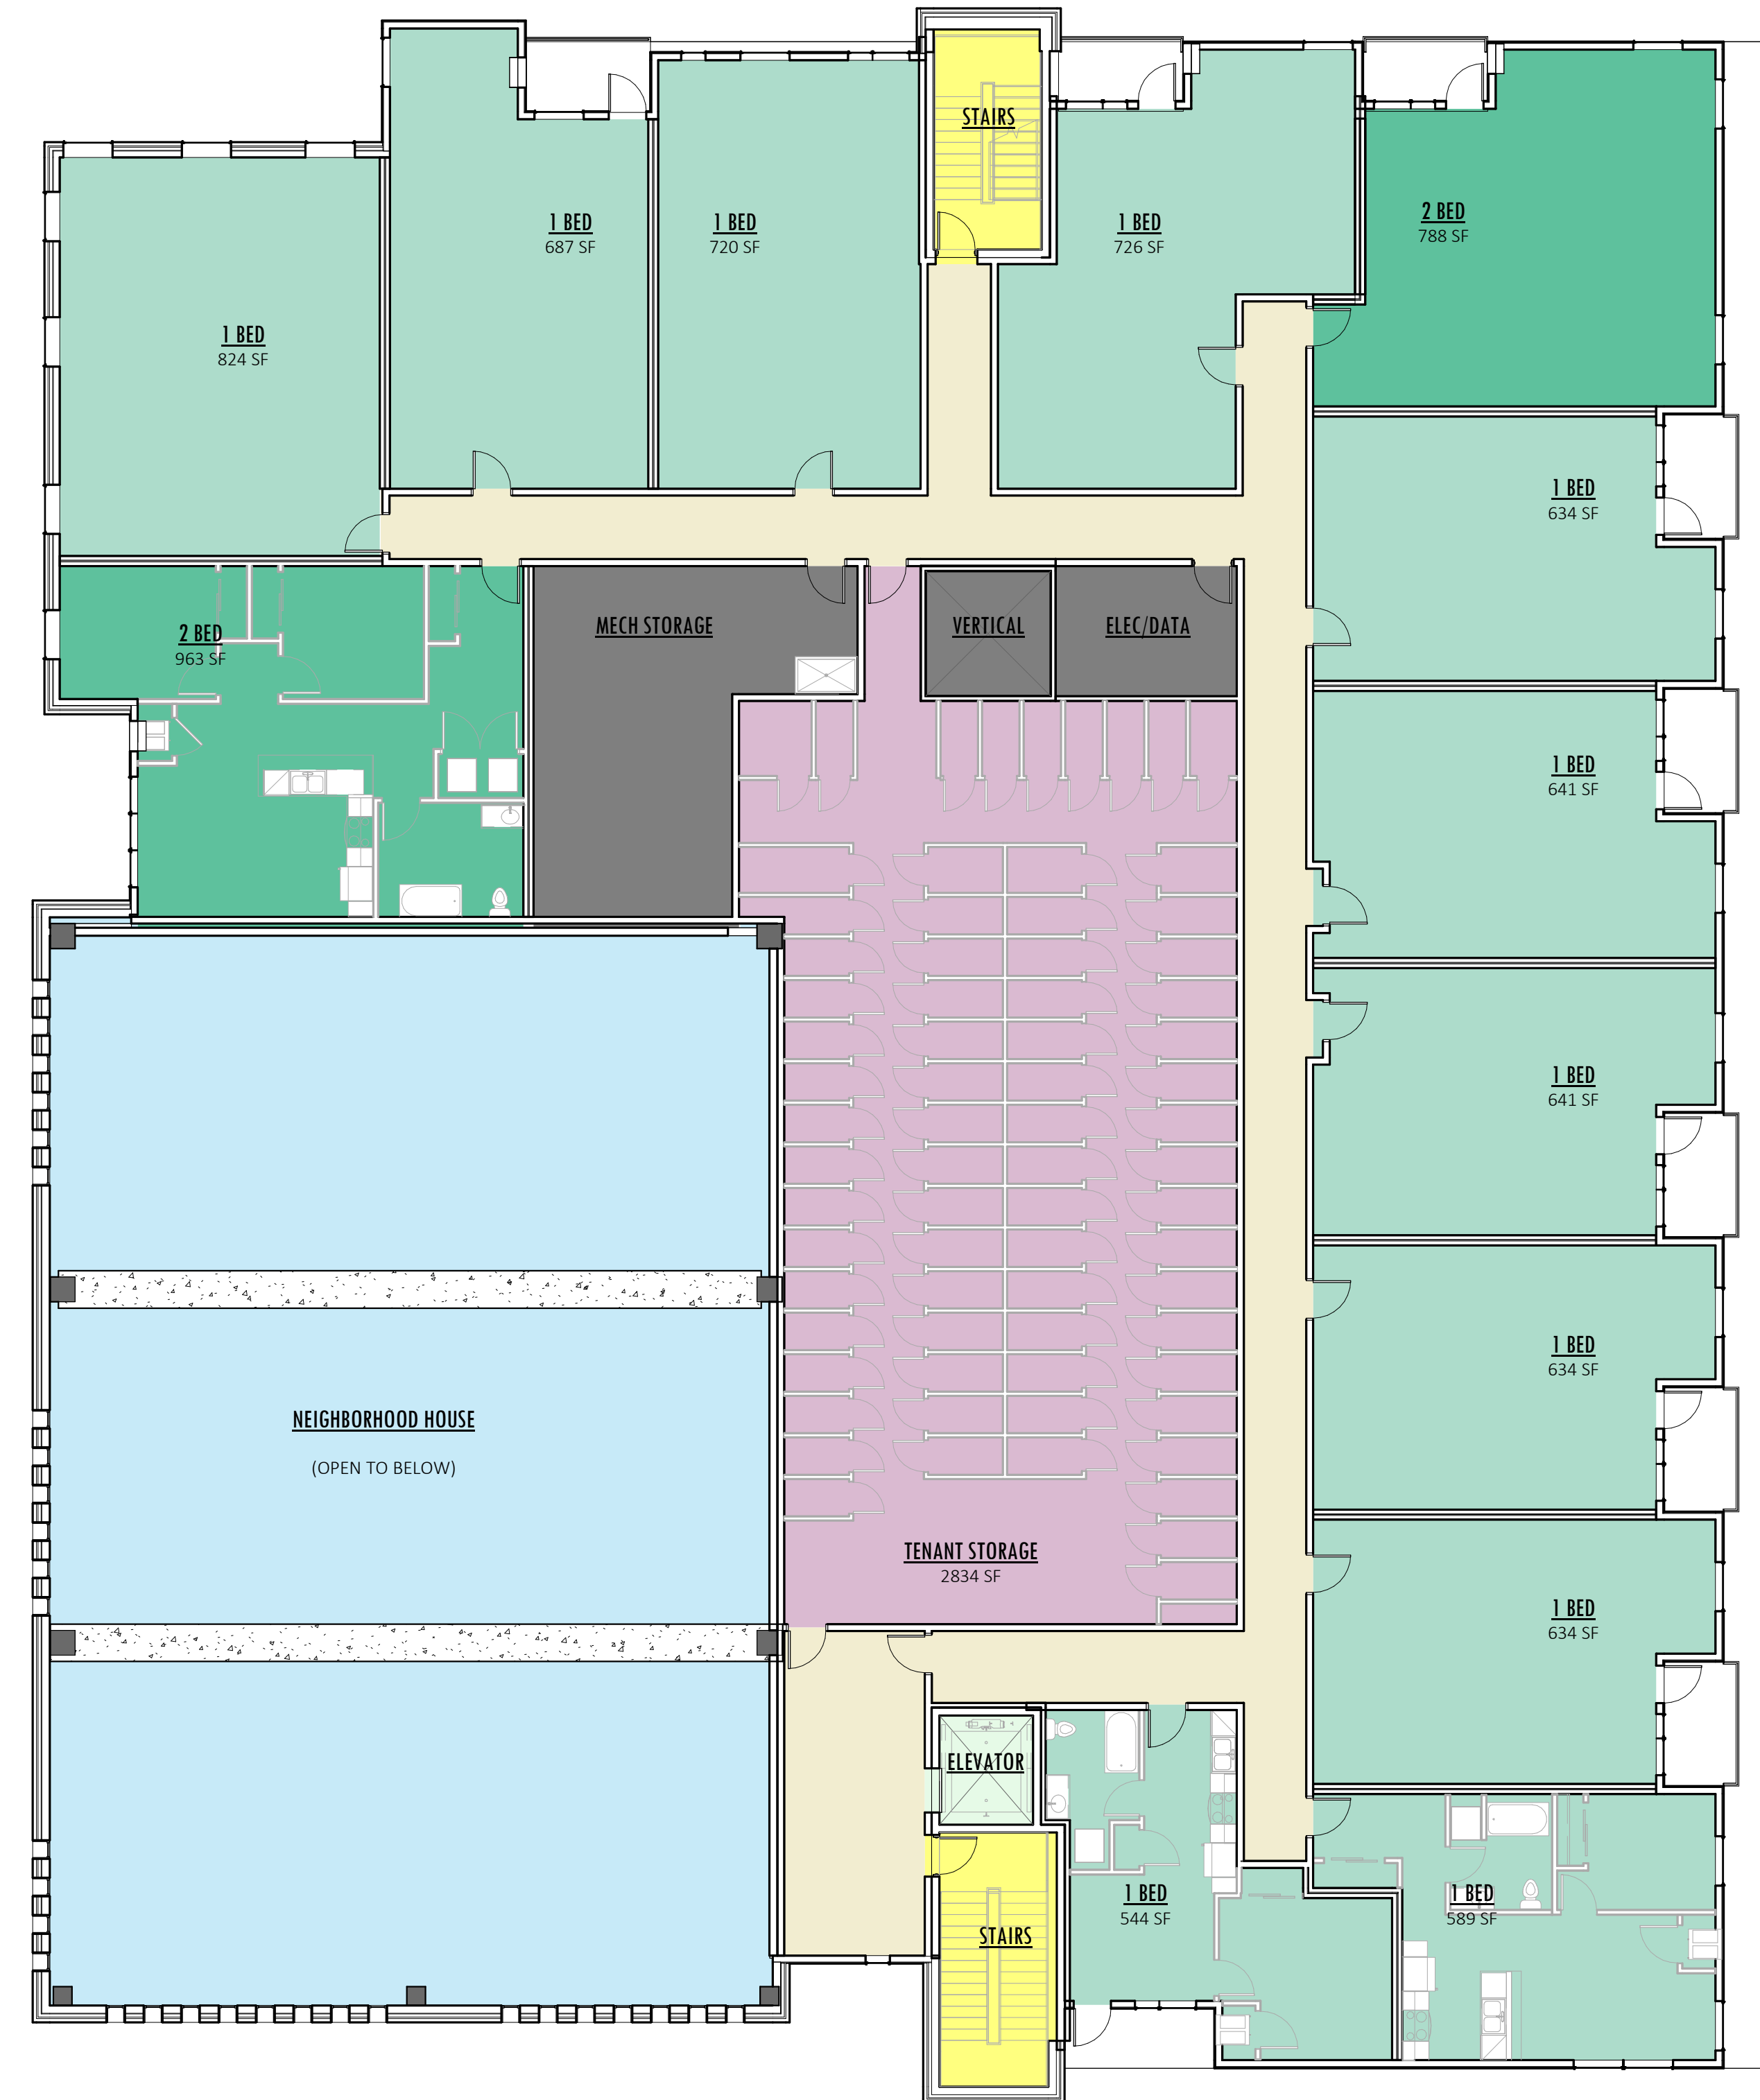 STAIRS
1 BED
687 SF
1 BED
720 SF
1 BED
726 SF
2 BED
788 SF
1 BED
824 SF
1 BED
634 SF
2 BED
963 SF
MECH STORAGE
VERTICAL
ELEC/DATA
1 BED
641 SF
1 BED
641 SF
1 BED
634 SF
NEIGHBORHOOD HOUSE
(OPEN TO BELOW)
TENANT STORAGE
2834 SF
1 BED
634 SF
ELEVATOR
1 BED
544 SF
1 BED
589 SF
STAIRS